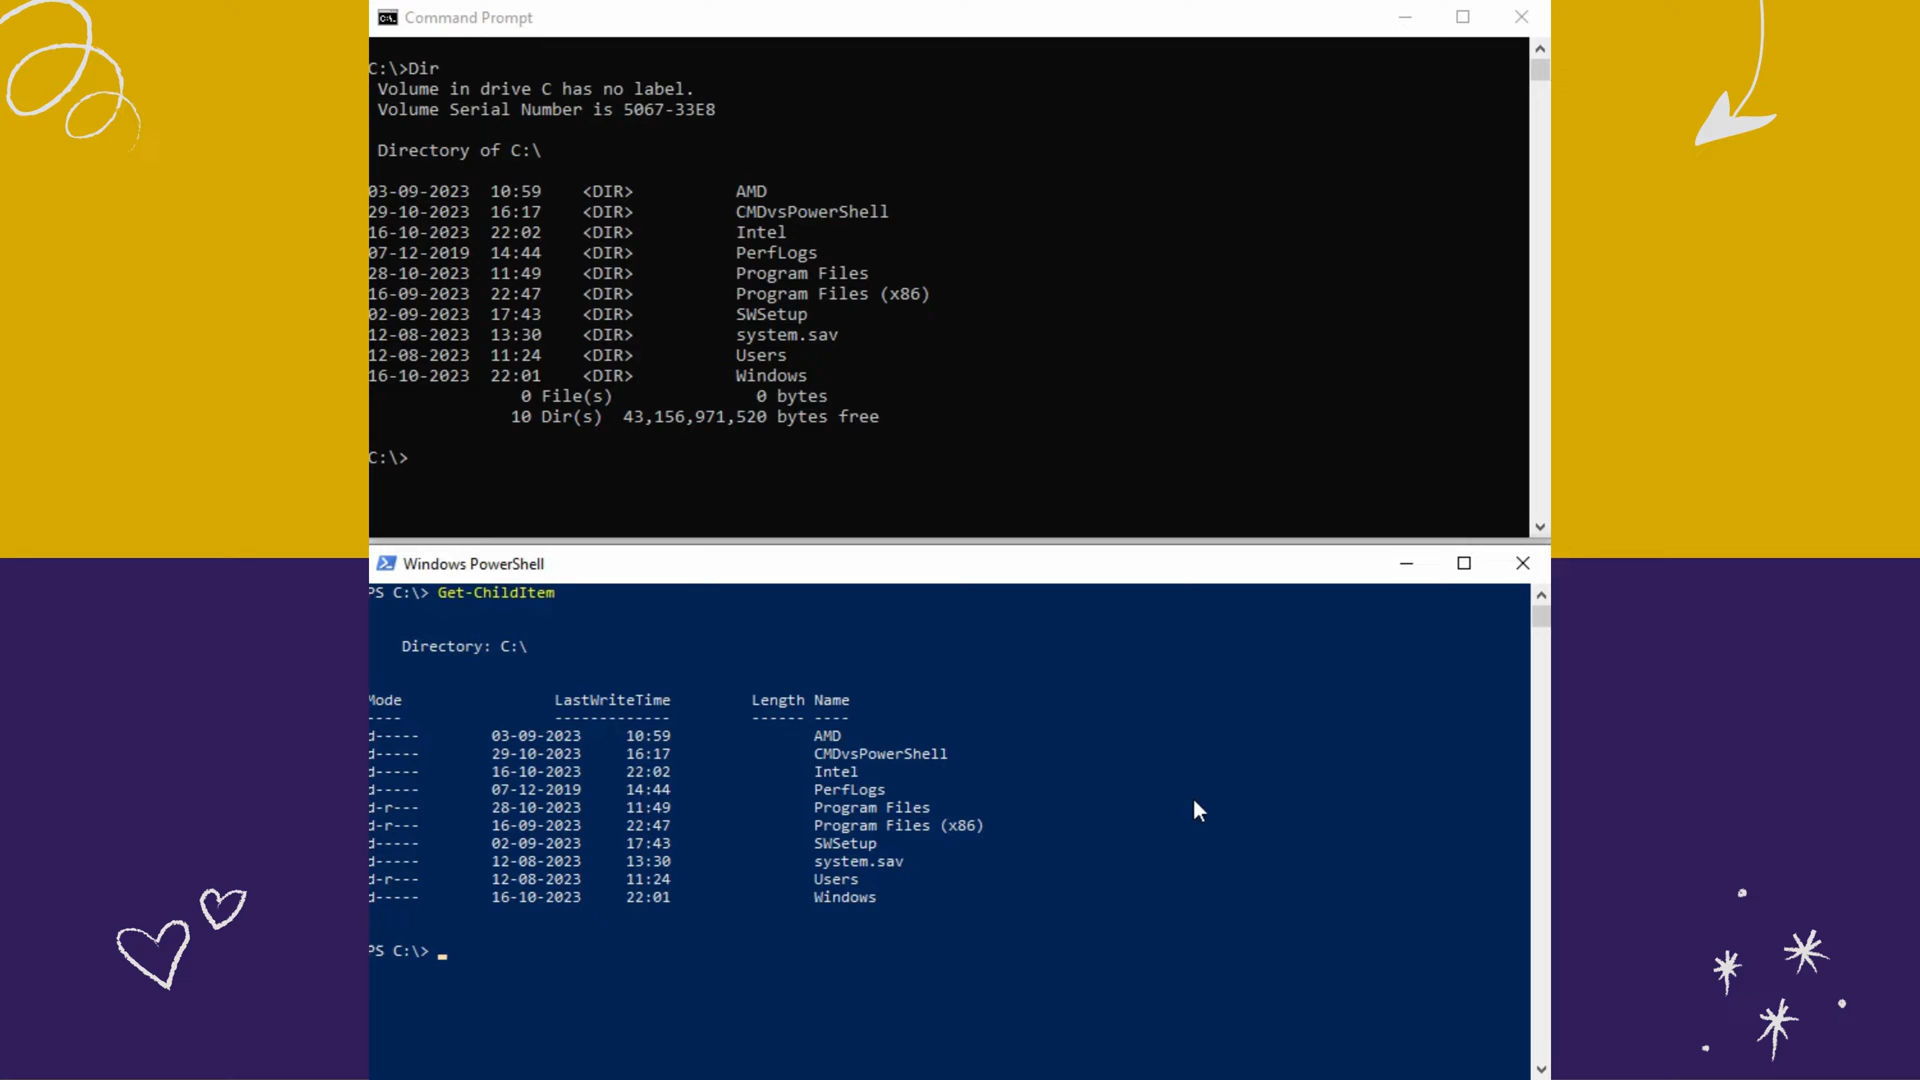 Command Prompt
C:\>Dir
Volume in drive C has no label.
Volume Serial Number is 5067-33E8
Directory of C:\
03-09-2023 10:59 <DIR> AMD
29-10-2023 16:17 <DIR> CMDvsPowerShell
16-10-2023 22:02 <DIR> Intel
07-12-2019 14:44 <DIR> PerfLogs
28-10-2023 11:49 <DIR> Program Files
16-09-2023 22:47 <DIR> Program Files (x86)
02-09-2023 17:43 <DIR> SWSetup
12-08-2023 13:30 <DIR> system.sav
12-08-2023 11:24 <DIR> Users
16-10-2023 22:01 <DIR> Windows
0 File(s) 0 bytes
10 Dir(s) 43,156,971,520 bytes free
C:\>
Windows PowerShell
PS C:\> Get-ChildItem
Directory: C:\
Mode LastWriteTime Length Name
---- ------------- ------ ----
d----- 03-09-2023 10:59 AMD
d----- 29-10-2023 16:17 CMDvsPowerShell
d----- 16-10-2023 22:02 Intel
d----- 07-12-2019 14:44 PerfLogs
d-r--- 28-10-2023 11:49 Program Files
d-r--- 16-09-2023 22:47 Program Files (x86)
d----- 02-09-2023 17:43 SWSetup
d----- 12-08-2023 13:30 system.sav
d-r--- 12-08-2023 11:24 Users
d----- 16-10-2023 22:01 Windows
PS C:\>